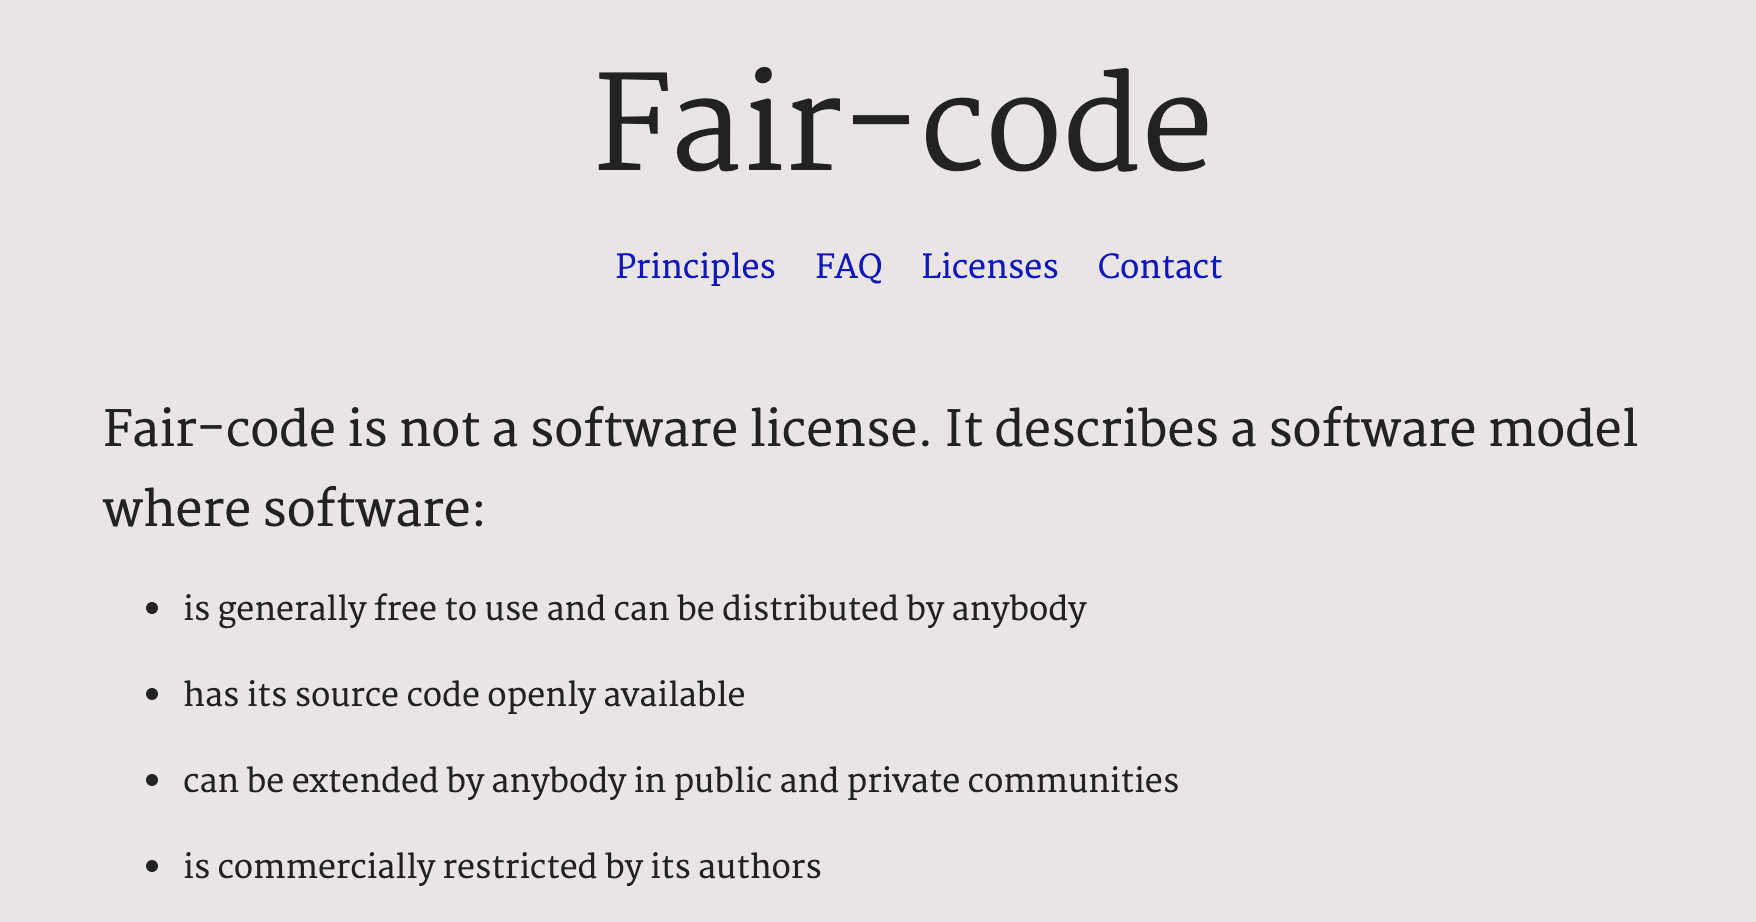 Fair-code
Principles FAQ Licenses Contact
Fair-code is not a software license. It describes a software model
where software:
• is generally free to use and can be distributed by anybody
• has its source code openly available
• can be extended by anybody in public and private communities
• is commercially restricted by its authors